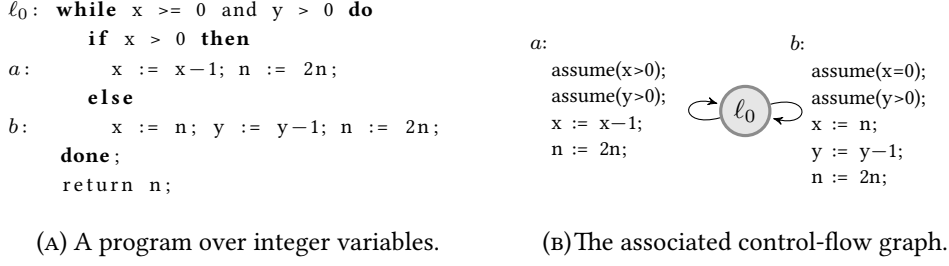 ℓ₀: while x >= 0 and y > 0 do
if x > 0 then
a: x := x−1; n := 2n;
else
b: x := n; y := y−1; n := 2n;
done;
return n;
(A) A program over integer variables.
a:
assume(x>0);
assume(y>0);
x := x−1;
n := 2n;
ℓ₀
b:
assume(x=0);
assume(y>0);
x := n;
y := y−1;
n := 2n;
(B) The associated control-flow graph.